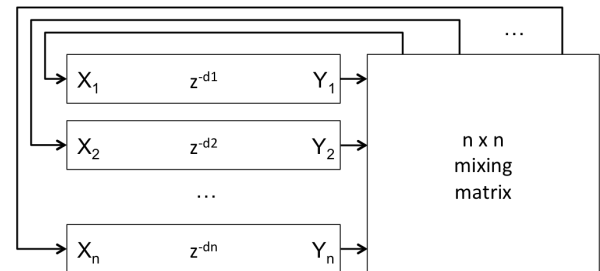 ...
X₁ z⁻ᵈ¹ Y₁
X₂ z⁻ᵈ² Y₂
...
Xₙ z⁻ᵈⁿ Yₙ
n x n
mixing
matrix